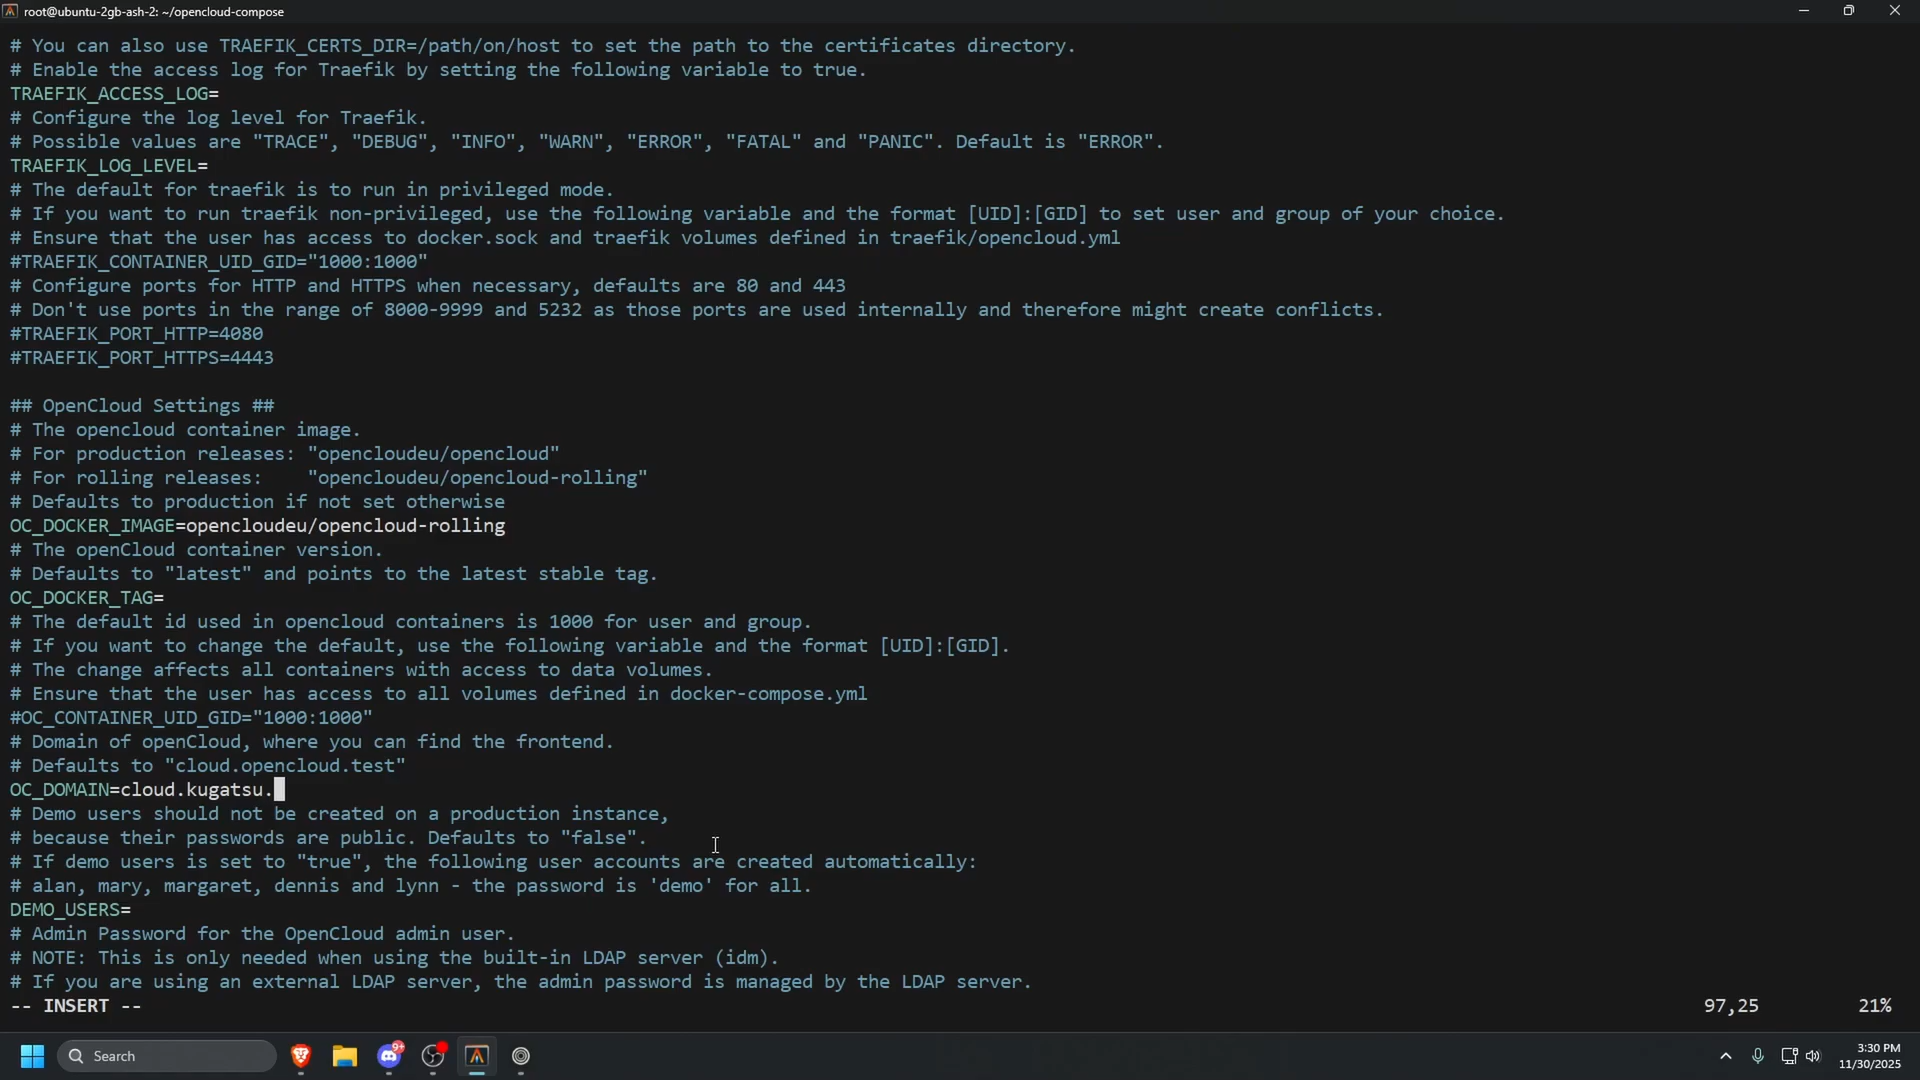 root@ubuntu-2gb-ash-2: ~/opencloud-compose
# You can also use TRAEFIK_CERTS_DIR=/path/on/host to set the path to the certificates directory.
# Enable the access log for Traefik by setting the following variable to true.
TRAEFIK_ACCESS_LOG=
# Configure the log level for Traefik.
# Possible values are "TRACE", "DEBUG", "INFO", "WARN", "ERROR", "FATAL" and "PANIC". Default is "ERROR".
TRAEFIK_LOG_LEVEL=
# The default for traefik is to run in privileged mode.
# If you want to run traefik non-privileged, use the following variable and the format [UID]:[GID] to set user and group of your choice.
# Ensure that the user has access to docker.sock and traefik volumes defined in traefik/opencloud.yml
#TRAEFIK_CONTAINER_UID_GID="1000:1000"
# Configure ports for HTTP and HTTPS when necessary, defaults are 80 and 443
# Don't use ports in the range of 8000-9999 and 5232 as those ports are used internally and therefore might create conflicts.
#TRAEFIK_PORT_HTTP=4080
#TRAEFIK_PORT_HTTPS=4443
## OpenCloud Settings ##
# The opencloud container image.
# For production releases: "opencloudeu/opencloud"
# For rolling releases:    "opencloudeu/opencloud-rolling"
# Defaults to production if not set otherwise
OC_DOCKER_IMAGE=opencloudeu/opencloud-rolling
# The openCloud container version.
# Defaults to "latest" and points to the latest stable tag.
OC_DOCKER_TAG=
# The default id used in opencloud containers is 1000 for user and group.
# If you want to change the default, use the following variable and the format [UID]:[GID].
# The change affects all containers with access to data volumes.
# Ensure that the user has access to all volumes defined in docker-compose.yml
#OC_CONTAINER_UID_GID="1000:1000"
# Domain of openCloud, where you can find the frontend.
# Defaults to "cloud.opencloud.test"
OC_DOMAIN=cloud.kugatsu.
# Demo users should not be created on a production instance,
# because their passwords are public. Defaults to "false".
# If demo users is set to "true", the following user accounts are created automatically:
# alan, mary, margaret, dennis and lynn - the password is 'demo' for all.
DEMO_USERS=
# Admin Password for the OpenCloud admin user.
# NOTE: This is only needed when using the built-in LDAP server (idm).
# If you are using an external LDAP server, the admin password is managed by the LDAP server.
-- INSERT -- 97,25 21%
Search 9+ 3:30 PM
11/30/2025